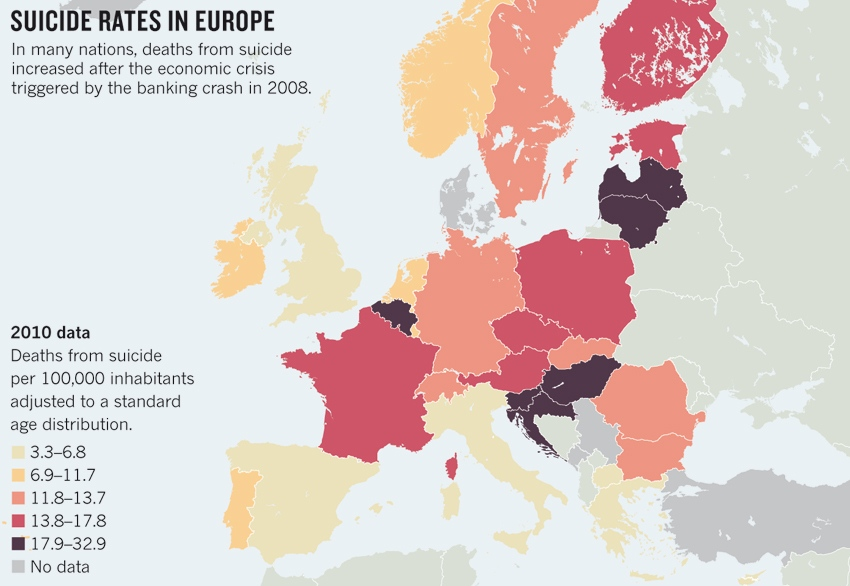 SUICIDE RATES IN EUROPE
In many nations, deaths from suicide
increased after the economic crisis
triggered by the banking crash in 2008.
2010 data
Deaths from suicide
per 100,000 inhabitants
adjusted to a standard
age distribution.
3.3–6.8
6.9–11.7
11.8–13.7
13.8–17.8
17.9–32.9
No data